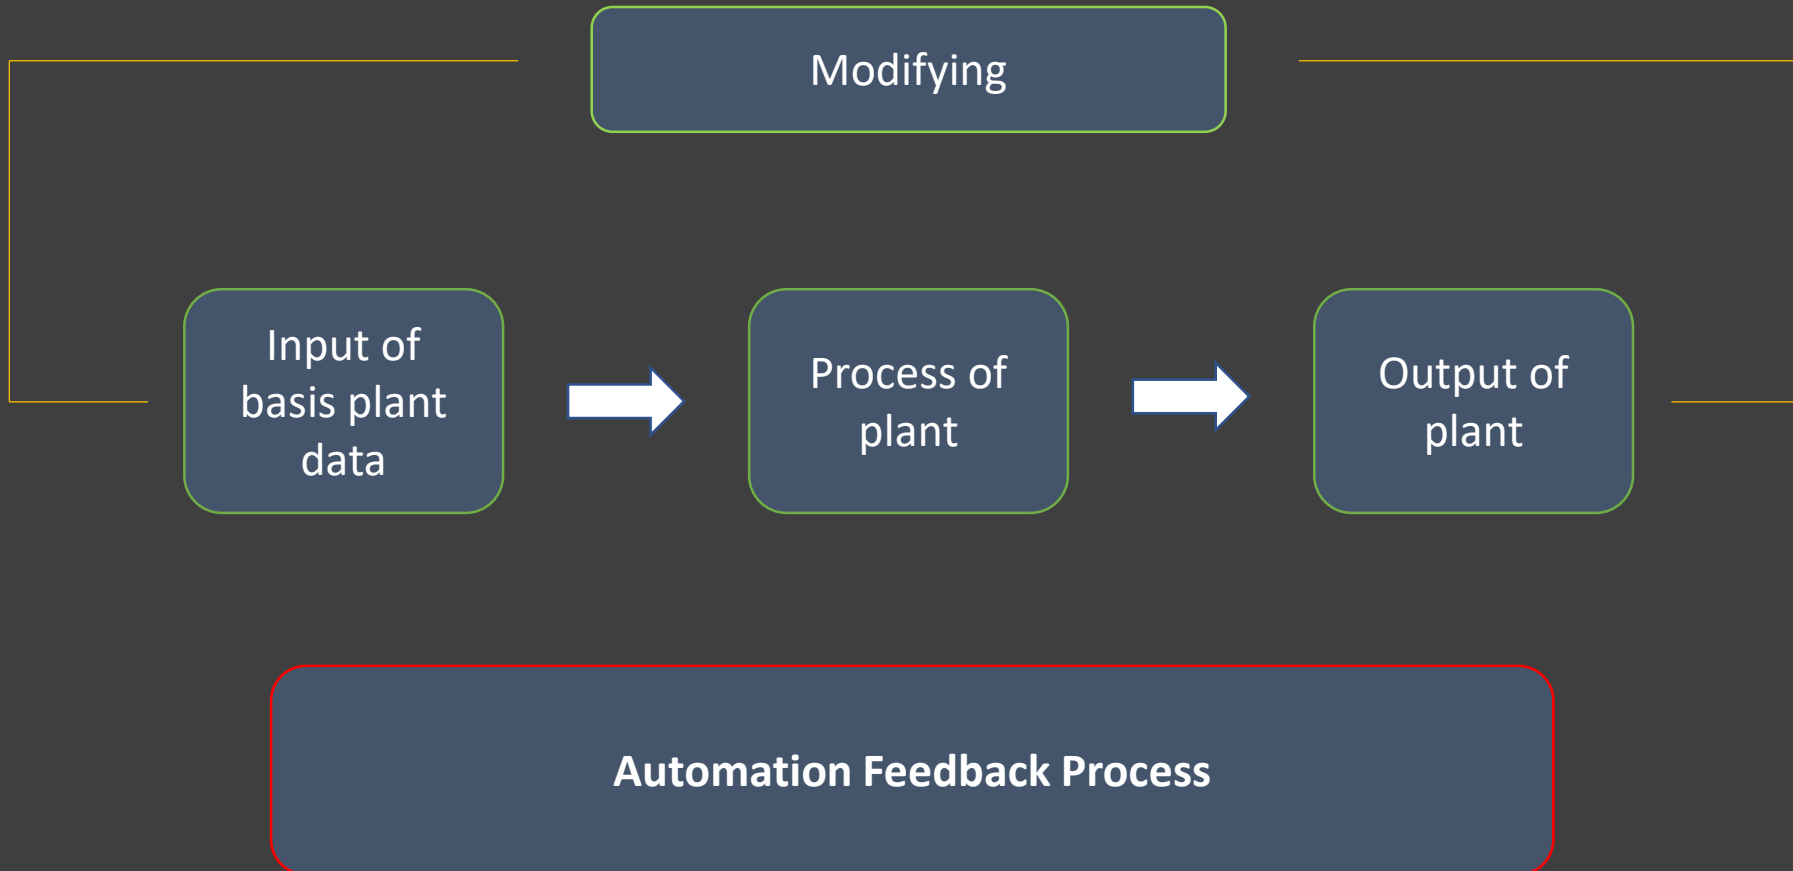 Modifying
Input of
basis plant
data
Process of
plant
Output of
plant
Automation Feedback Process